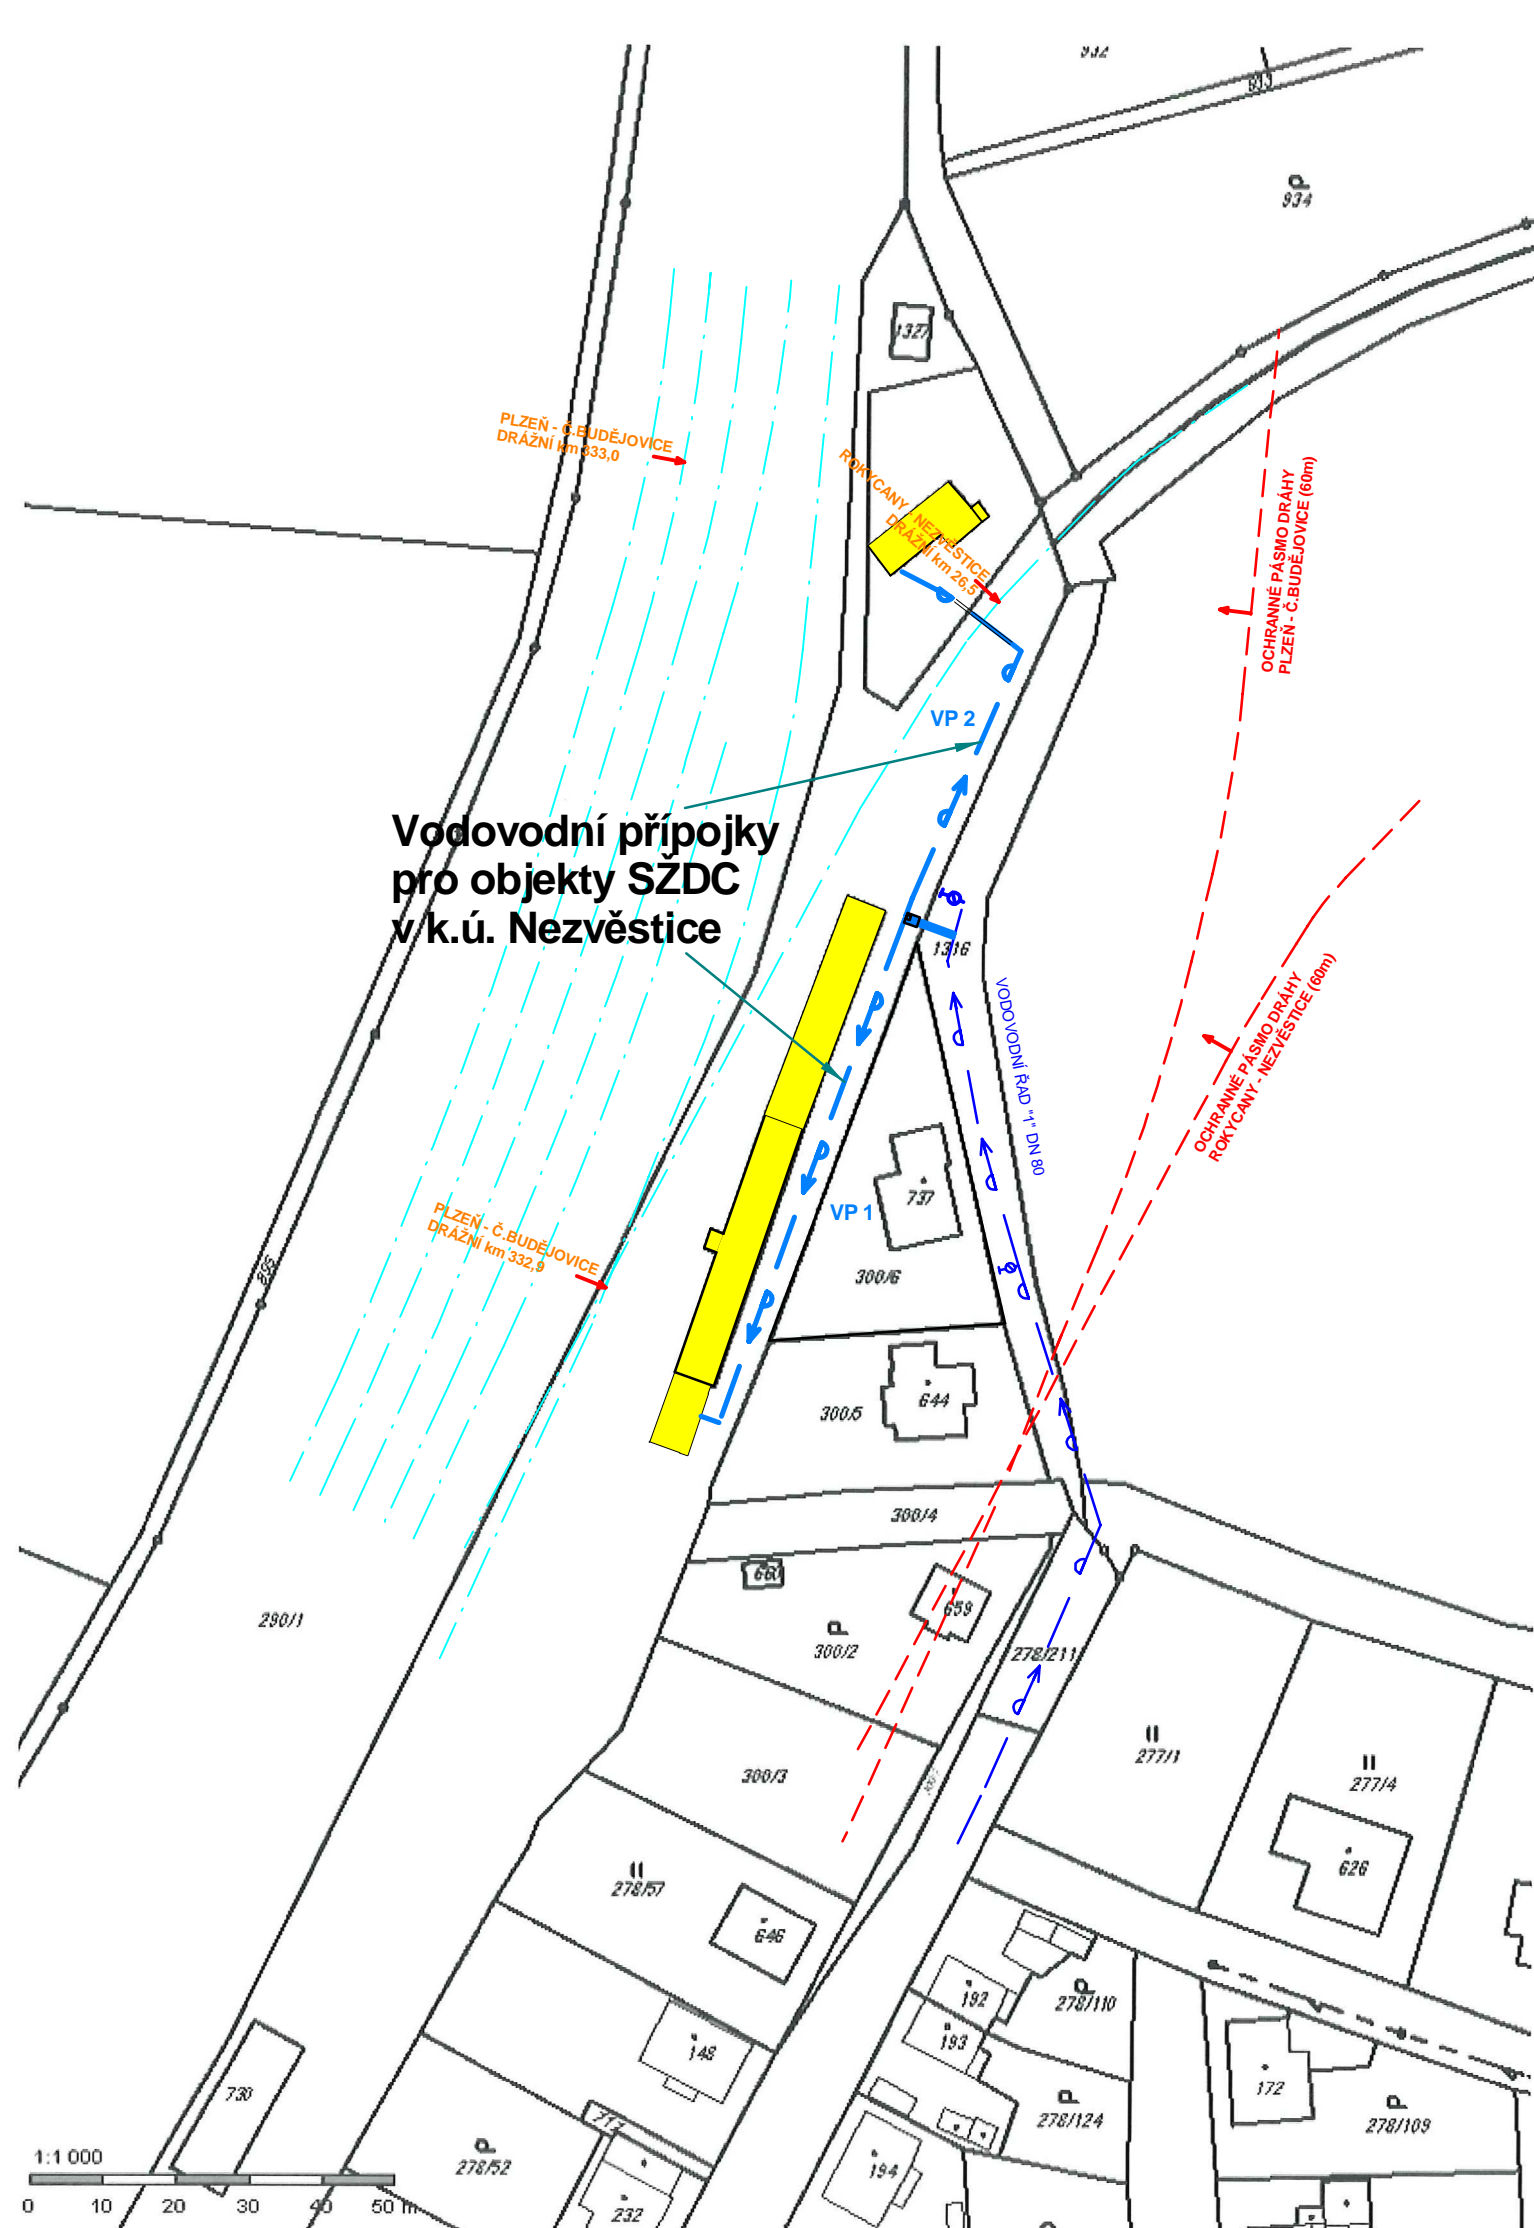 932
933
934
1327
PLZEŇ - Č.BUDĚJOVICE
DRÁŽNÍ km 333,0
ROKYCANY - NEZVĚSTICE
DRÁŽNÍ km 26,5
OCHRANNÉ PÁSMO DRÁHY
PLZEŇ - Č.BUDĚJOVICE (60m)
VP 2
Vodovodní přípojky
pro objekty SŽDC
v k.ú. Nezvěstice
1316
VODOVODNÍ ŘAD "1" DN 80
OCHRANNÉ PÁSMO DRÁHY
ROKYCANY - NEZVĚSTICE (60m)
737
VP 1
PLZEŇ - Č.BUDĚJOVICE
DRÁŽNÍ km 332,9
895
300/6
644
300/5
300/4
660
659
290/1
300/2
278/211
277/1
277/4
300/3
626
278/57
646
192
278/110
193
148
172
730
278/124
278/109
1:1 000
278/52
194
0 10 20 30 40 50 m
232